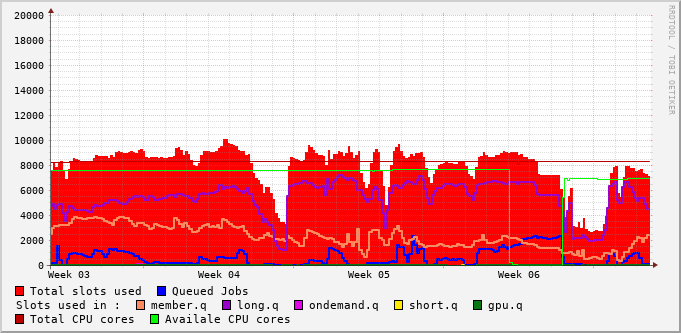 20000
18000
16000
14000
12000
10000
8000
6000
4000
2000
0
Week 03 Week 04 Week 05 Week 06
Total slots used Queued Jobs
Slots used in : member.q long.q ondemand.q short.q gpu.q
Total CPU cores Availale CPU cores
RRDTOOL / TOBI OETIKER